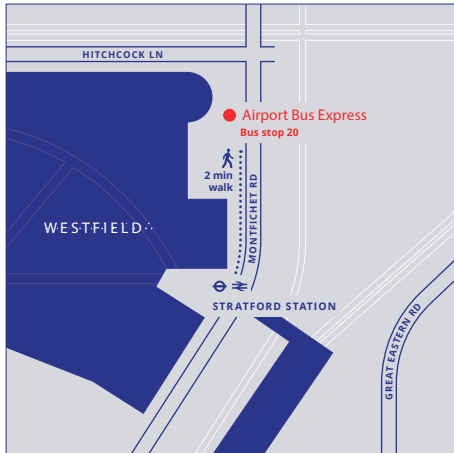 HITCHCOCK LN
Airport Bus Express
Bus stop 20
2 min
walk
MONTFICHET RD
WESTFIELD
STRATFORD STATION
GREAT EASTERN RD